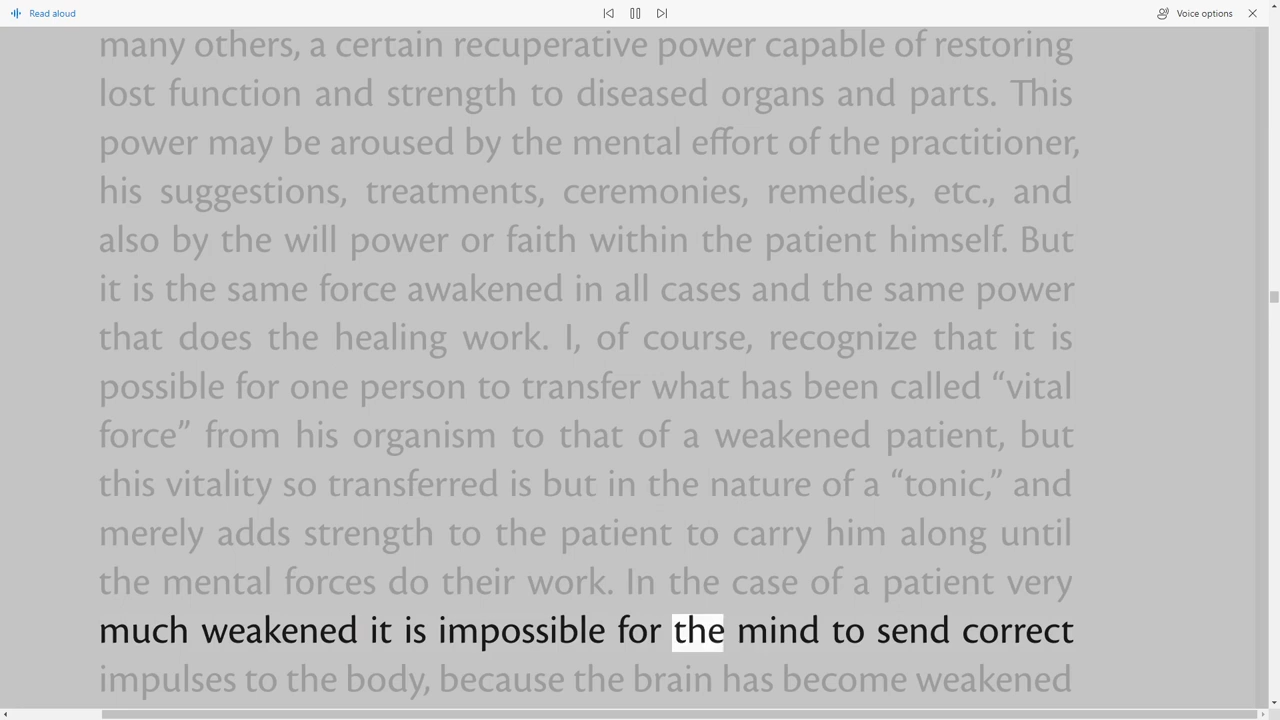 Read aloud
Voice options
many others, a certain recuperative power capable of restoring
lost function and strength to diseased organs and parts. This
power may be aroused by the mental effort of the practitioner,
his suggestions, treatments, ceremonies, remedies, etc., and
also by the will power or faith within the patient himself. But
it is the same force awakened in all cases and the same power
that does the healing work. I, of course, recognize that it is
possible for one person to transfer what has been called “vital
force” from his organism to that of a weakened patient, but
this vitality so transferred is but in the nature of a “tonic,” and
merely adds strength to the patient to carry him along until
the mental forces do their work. In the case of a patient very
much weakened it is impossible for the mind to send correct
impulses to the body, because the brain has become weakened